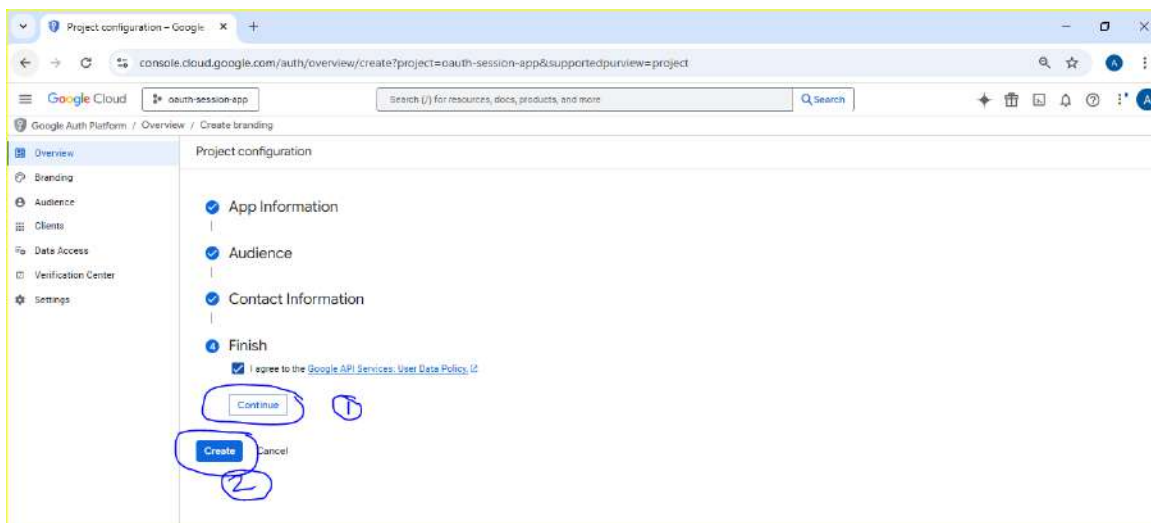 Project configuration – Google
console.cloud.google.com/auth/overview/create?project=oauth-session-app&supportedpurview=project
Google Cloud
oauth-session-app
Search (/) for resources, docs, products, and more
Search
Google Auth Platform / Overview / Create branding
Overview
Project configuration
Branding
Audience
Clients
Data Access
Verification Center
Settings
App Information
Audience
Contact Information
4 Finish
I agree to the Google API Services: User Data Policy.
Continue
1
Create
Cancel
2